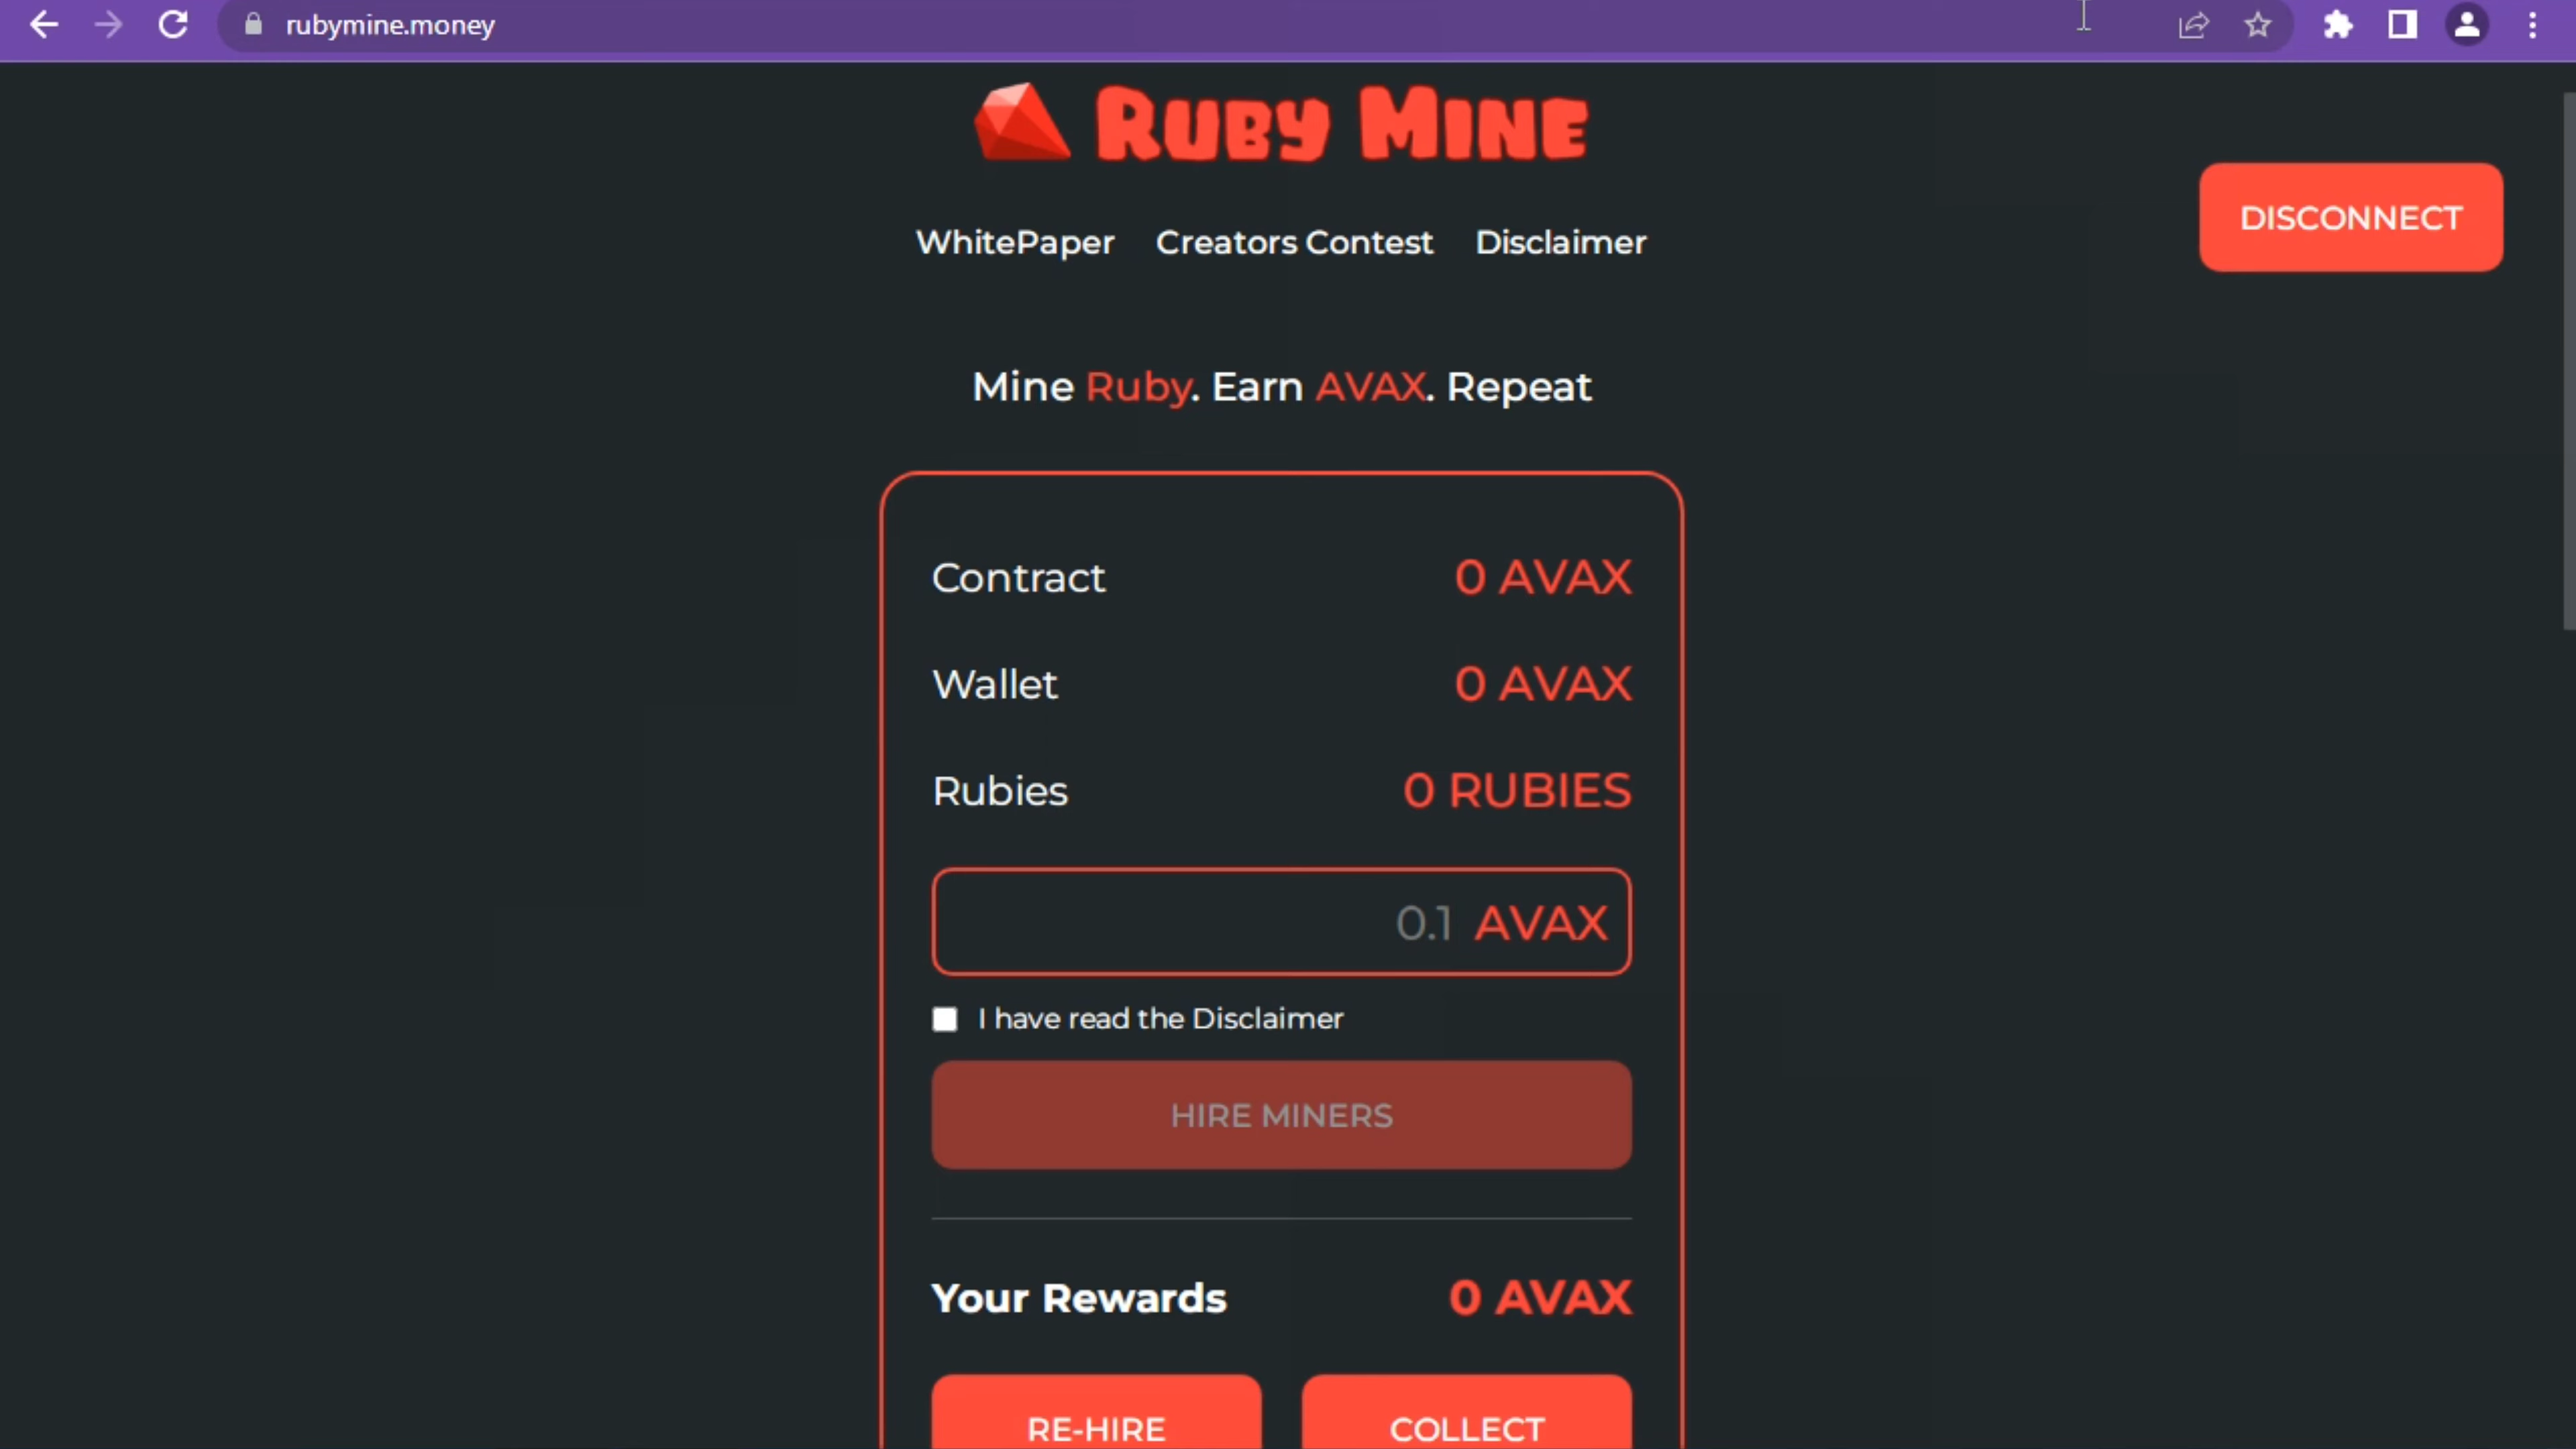 rubymine.money
Ruby Mine
DISCONNECT
WhitePaper Creators Contest Disclaimer
Mine Ruby. Earn AVAX. Repeat
Contract 0 AVAX
Wallet 0 AVAX
Rubies 0 RUBIES
0.1 AVAX
I have read the Disclaimer
HIRE MINERS
Your Rewards 0 AVAX
RE-HIRE COLLECT